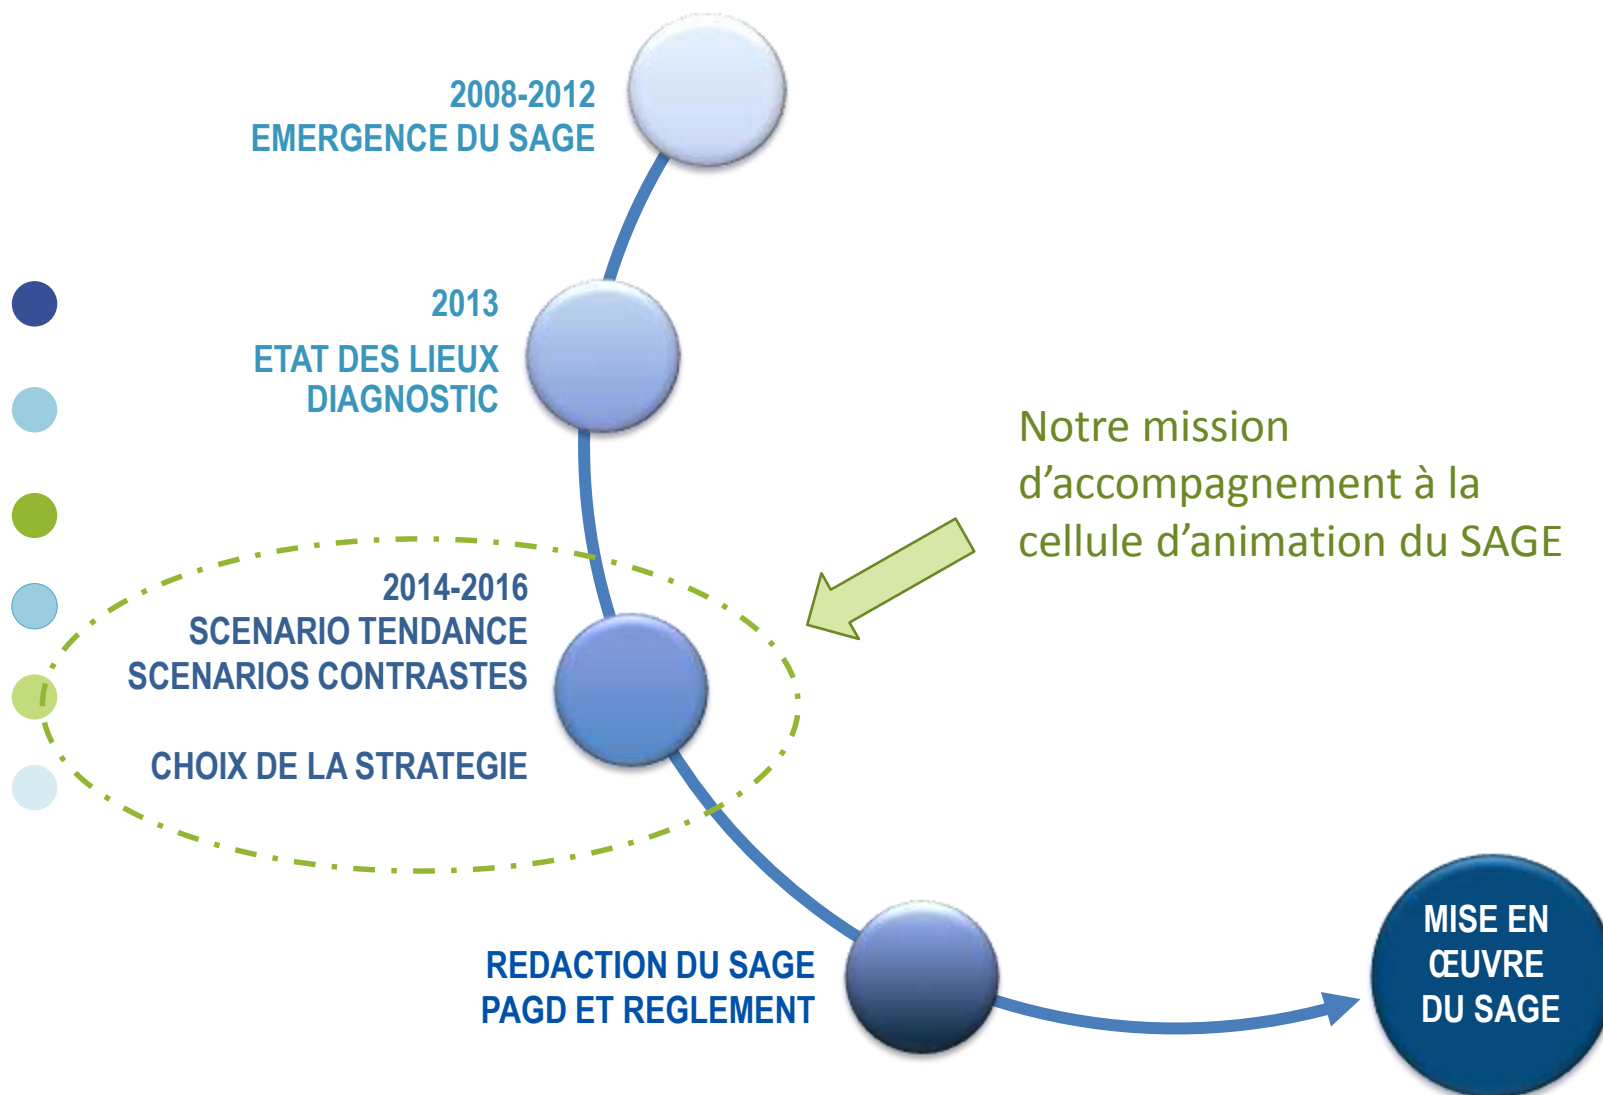 2008-2012
EMERGENCE DU SAGE
2013
ETAT DES LIEUX
DIAGNOSTIC
Notre mission
d’accompagnement à la
cellule d’animation du SAGE
2014-2016
SCENARIO TENDANCE
SCENARIOS CONTRASTES
CHOIX DE LA STRATEGIE
REDACTION DU SAGE
PAGD ET REGLEMENT
MISE EN
ŒUVRE
DU SAGE